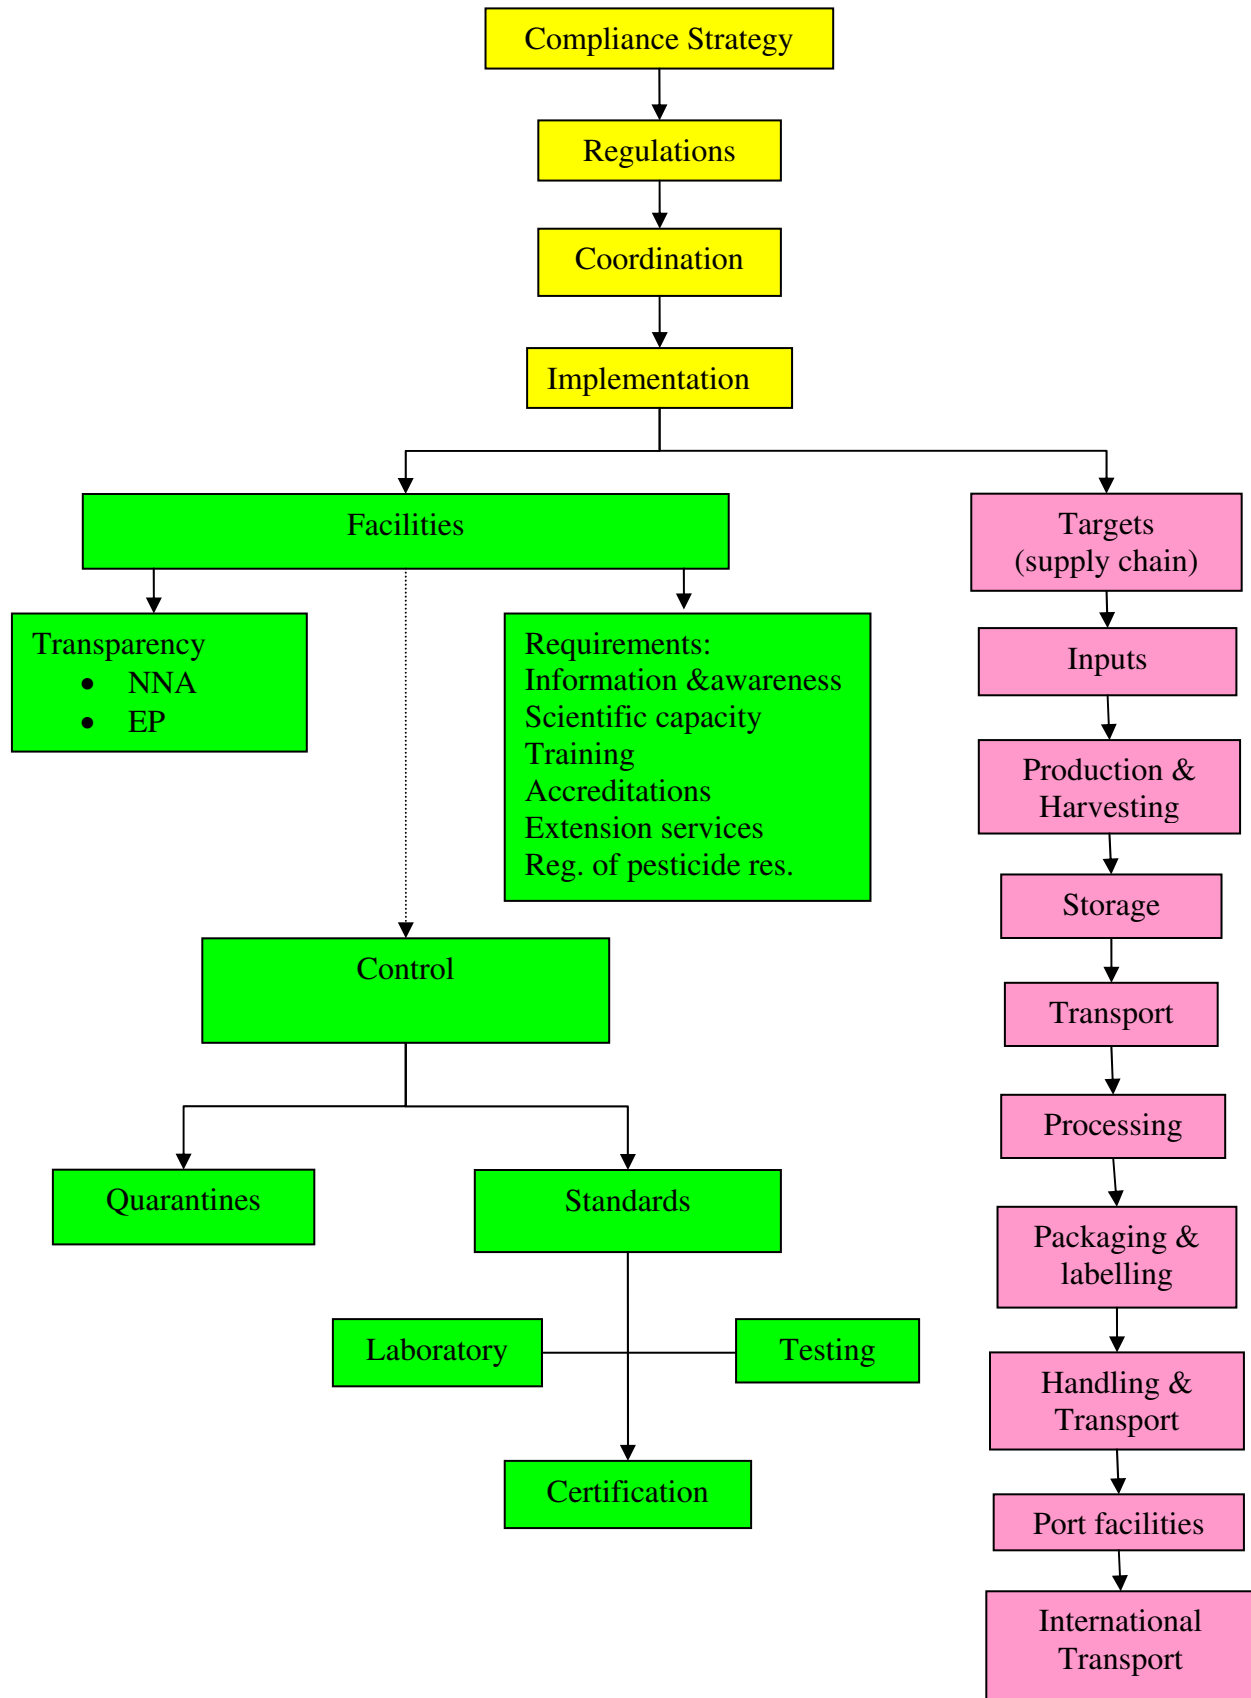 Compliance Strategy
Regulations
Coordination
Implementation
Facilities
Transparency
• NNA
• EP
Requirements:
Information &awareness
Scientific capacity
Training
Accreditations
Extension services
Reg. of pesticide res.
Control
Quarantines
Standards
Laboratory
Testing
Certification
Targets
(supply chain)
Inputs
Production &
Harvesting
Storage
Transport
Processing
Packaging &
labelling
Handling &
Transport
Port facilities
International
Transport